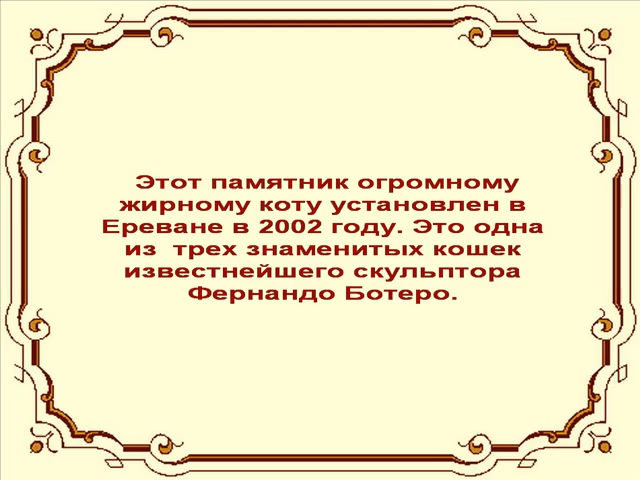 Этот памятник огромному
жирному коту установлен в
Ереване в 2002 году. Это одна
из трех знаменитых кошек
известнейшего скульптора
Фернандо Ботеро.